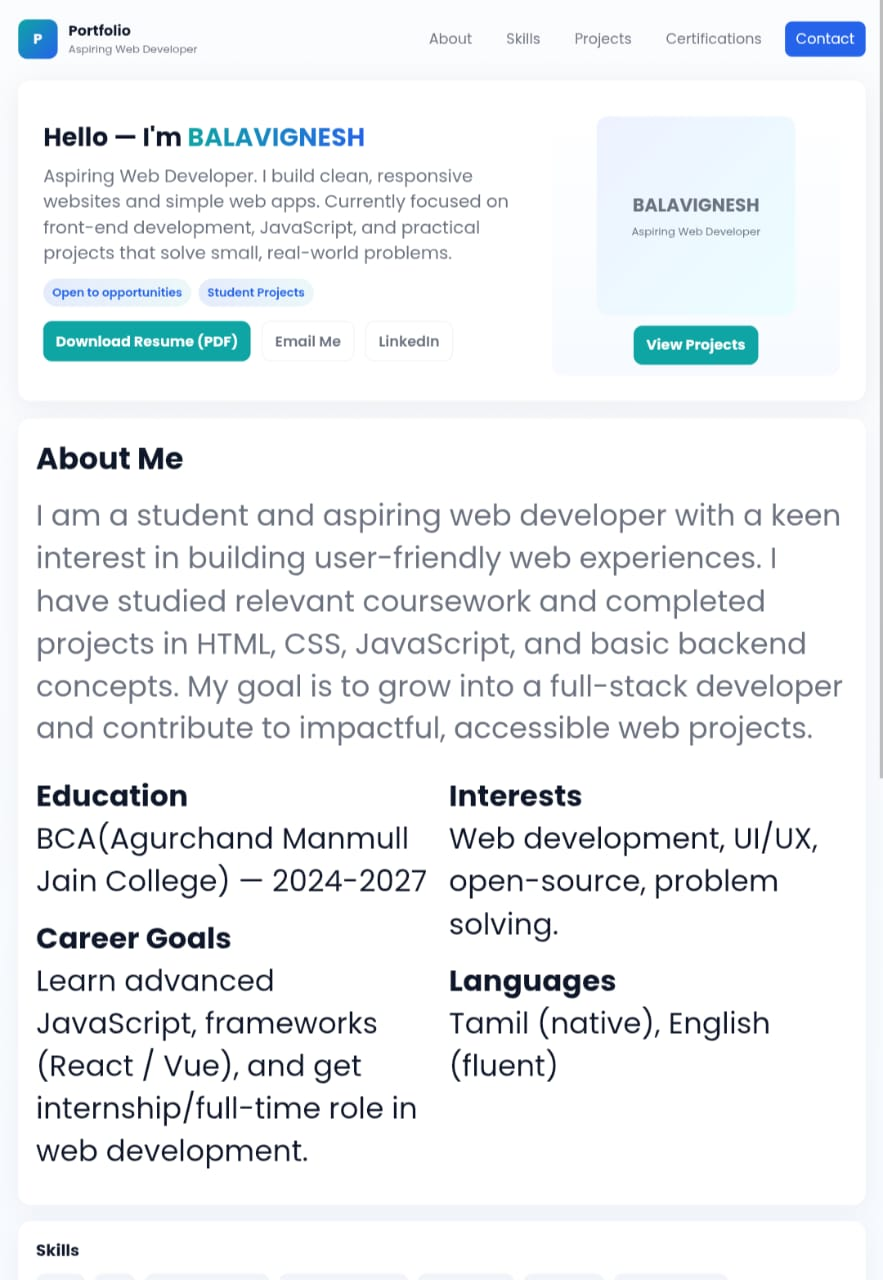 P
Portfolio
Aspiring Web Developer
About
Skills
Projects
Certifications
Contact
Hello — I'm BALAVIGNESH
Aspiring Web Developer. I build clean, responsive
websites and simple web apps. Currently focused on
front-end development, JavaScript, and practical
projects that solve small, real-world problems.
Open to opportunities
Student Projects
Download Resume (PDF)
Email Me
LinkedIn
BALAVIGNESH
Aspiring Web Developer
View Projects
About Me
I am a student and aspiring web developer with a keen
interest in building user-friendly web experiences. I
have studied relevant coursework and completed
projects in HTML, CSS, JavaScript, and basic backend
concepts. My goal is to grow into a full-stack developer
and contribute to impactful, accessible web projects.
Education
BCA(Agurchand Manmull
Jain College) — 2024-2027
Career Goals
Learn advanced
JavaScript, frameworks
(React / Vue), and get
internship/full-time role in
web development.
Interests
Web development, UI/UX,
open-source, problem
solving.
Languages
Tamil (native), English
(fluent)
Skills